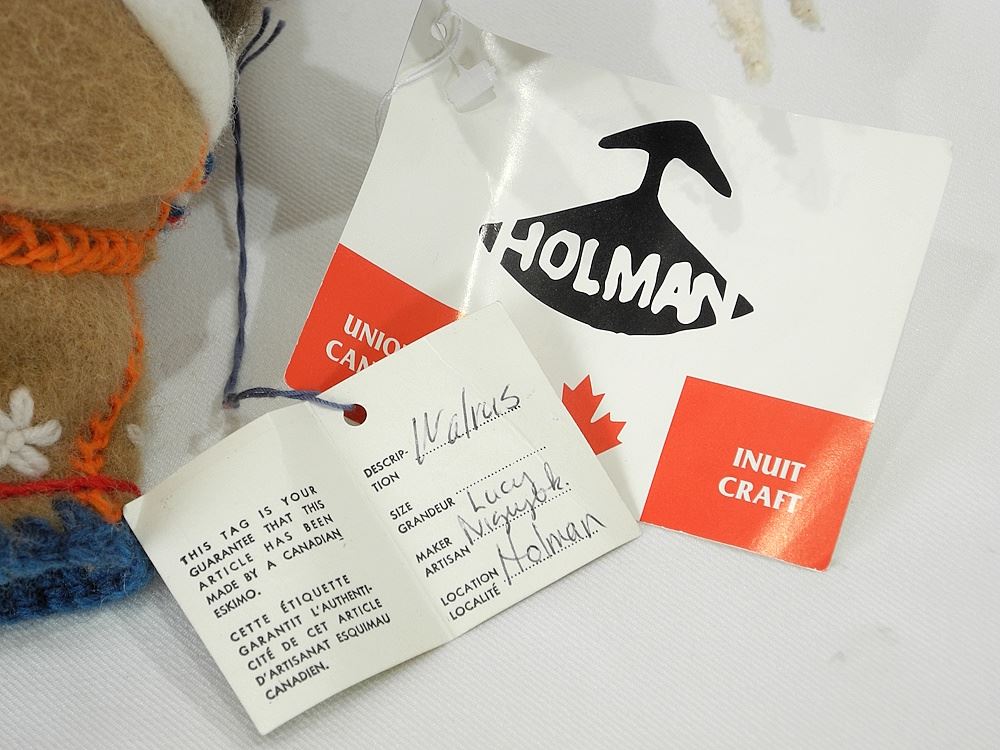 HOLMAN
INUIT
CRAFT
THIS TAG IS YOUR
GUARANTEE THAT THIS
ARTICLE HAS BEEN
MADE BY A CANADIAN
ESKIMO.
CETTE ÉTIQUETTE
GARANTIT L'AUTHENTI-
CITÉ DE CET ARTICLE
D'ARTISANAT ESQUIMAU
CANADIEN.
DESCRIP- Walrus
TION
SIZE
GRANDEUR
MAKER Lucy
ARTISAN
LOCATION Holman
LOCALITÉ